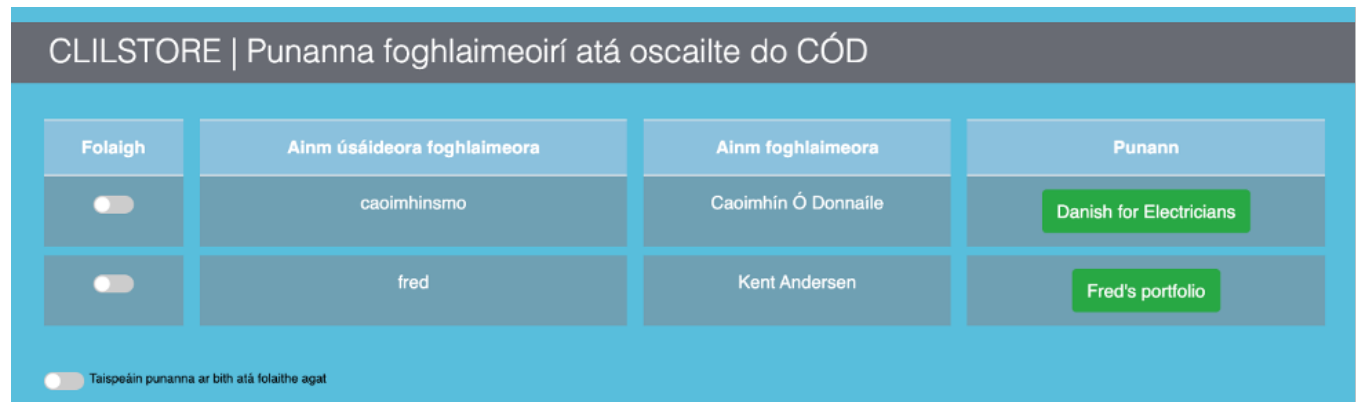 CLILSTORE | Punanna foghlaimeoirí atá oscailte do CÓD
Folaigh Ainm úsáideora foghlaimeora Ainm foghlaimeora Punann
caoimhinsmo Caoimhín Ó Donnaíle Danish for Electricians
fred Kent Andersen Fred's portfolio
Taispeáin punanna ar bith atá folaithe agat